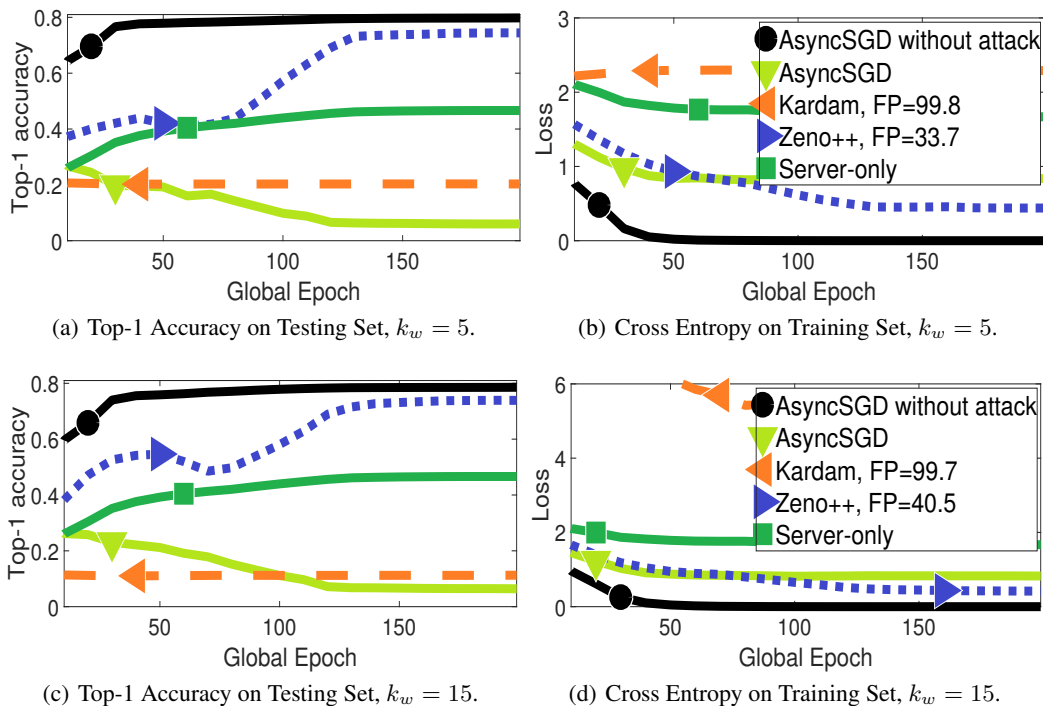 0.8
0.6
0.4
0.2
0
Top-1 accuracy
50
100
150
Global Epoch
(a) Top-1 Accuracy on Testing Set, k_w = 5.
3
2
1
0
Loss
AsyncSGD without attack
AsyncSGD
Kardam, FP=99.8
Zeno++, FP=33.7
Server-only
50
100
150
Global Epoch
(b) Cross Entropy on Training Set, k_w = 5.
0.8
0.6
0.4
0.2
0
Top-1 accuracy
50
100
150
Global Epoch
(c) Top-1 Accuracy on Testing Set, k_w = 15.
6
4
2
0
Loss
AsyncSGD without attack
AsyncSGD
Kardam, FP=99.7
Zeno++, FP=40.5
Server-only
50
100
150
Global Epoch
(d) Cross Entropy on Training Set, k_w = 15.